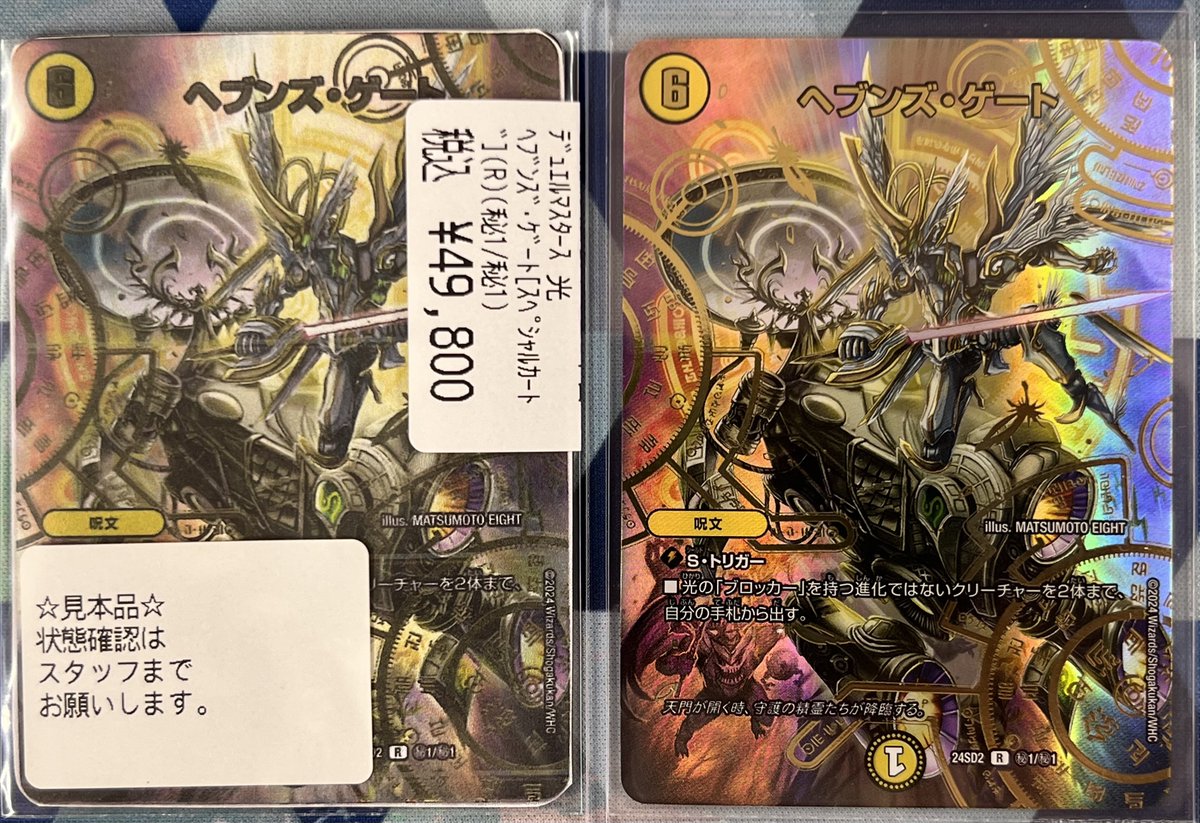 6
ヘブンズ・ゲート
デュエルマスターズ 光
ヘブンズ・ゲート[スペシャルカート
゙](R)(秘1/秘1)
税込 ¥49,800
呪文
illus. MATSUMOTO EIGHT
リーチャーを2体まで、
☆見本品☆
状態確認は
スタッフまで
お願いします。
©2024 Wizards/Shogakukan/WHC
2 R ㊙1/㊙1
6
ヘブンズ・ゲート
呪文
illus. MATSUMOTO EIGHT
S・トリガー
■光の「ブロッカー」を持つ進化ではないクリーチャーを2体まで、
自分の手札から出す。
天門が開く時、守護の精霊たちが降臨する。
1
24SD2 R ㊙1/㊙1
©2024 Wizards/Shogakukan/WHC